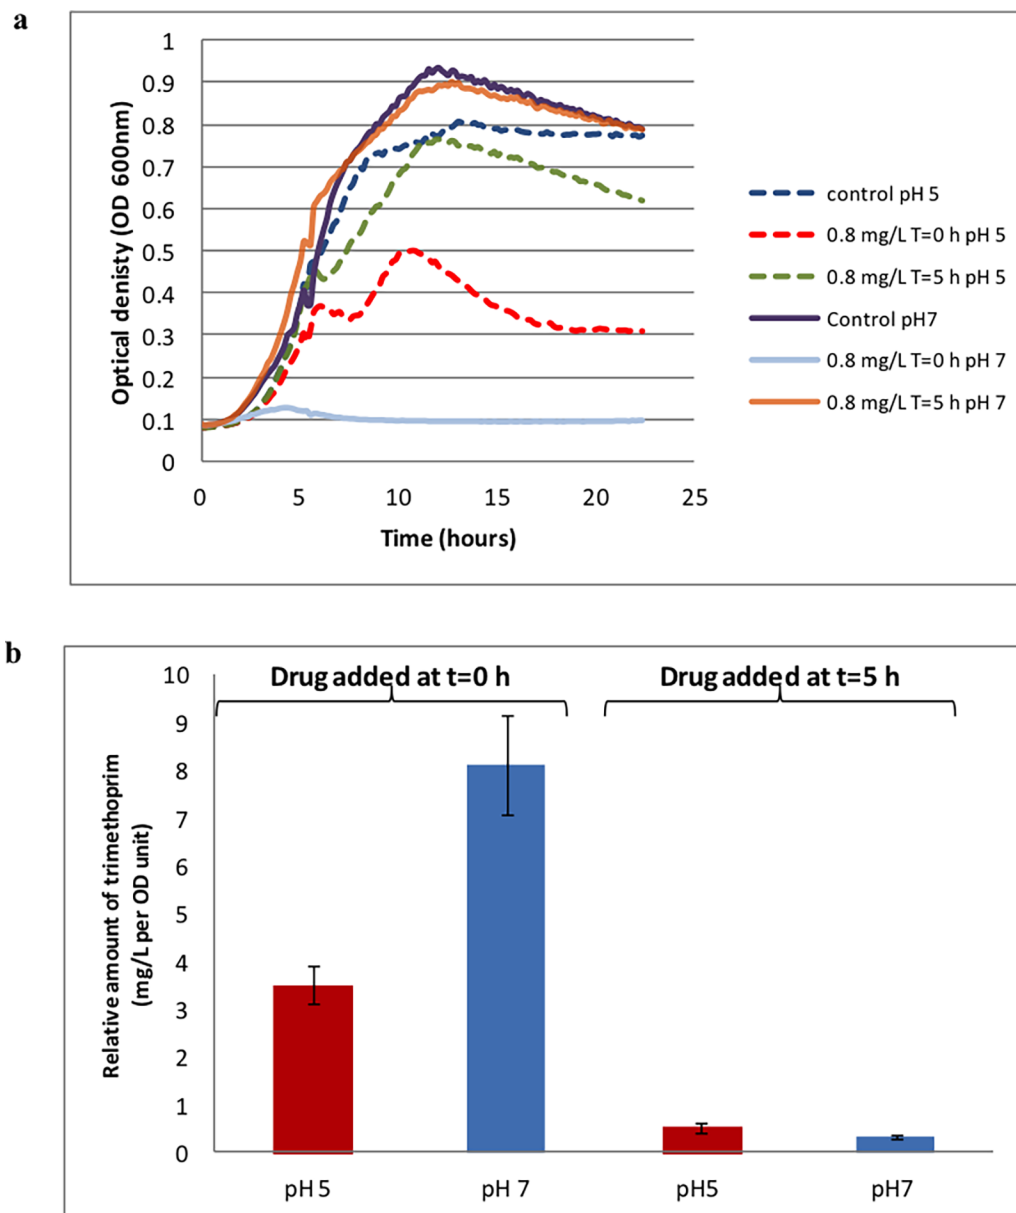 a
1
0.9
0.8
0.7
0.6
0.5
0.4
0.3
0.2
0.1
0
Optical denisty (OD 600nm)
0 5 10 15 20 25
Time (hours)
control pH 5
0.8 mg/L T=0 h pH 5
0.8 mg/L T=5 h pH 5
Control pH7
0.8 mg/L T=0 h pH 7
0.8 mg/L T=5 h pH 7
b
Drug added at t=0 h
Drug added at t=5 h
10
9
8
7
6
5
4
3
2
1
0
Relative amount of trimethoprim
(mg/L per OD unit)
pH 5 pH 7 pH5 pH7